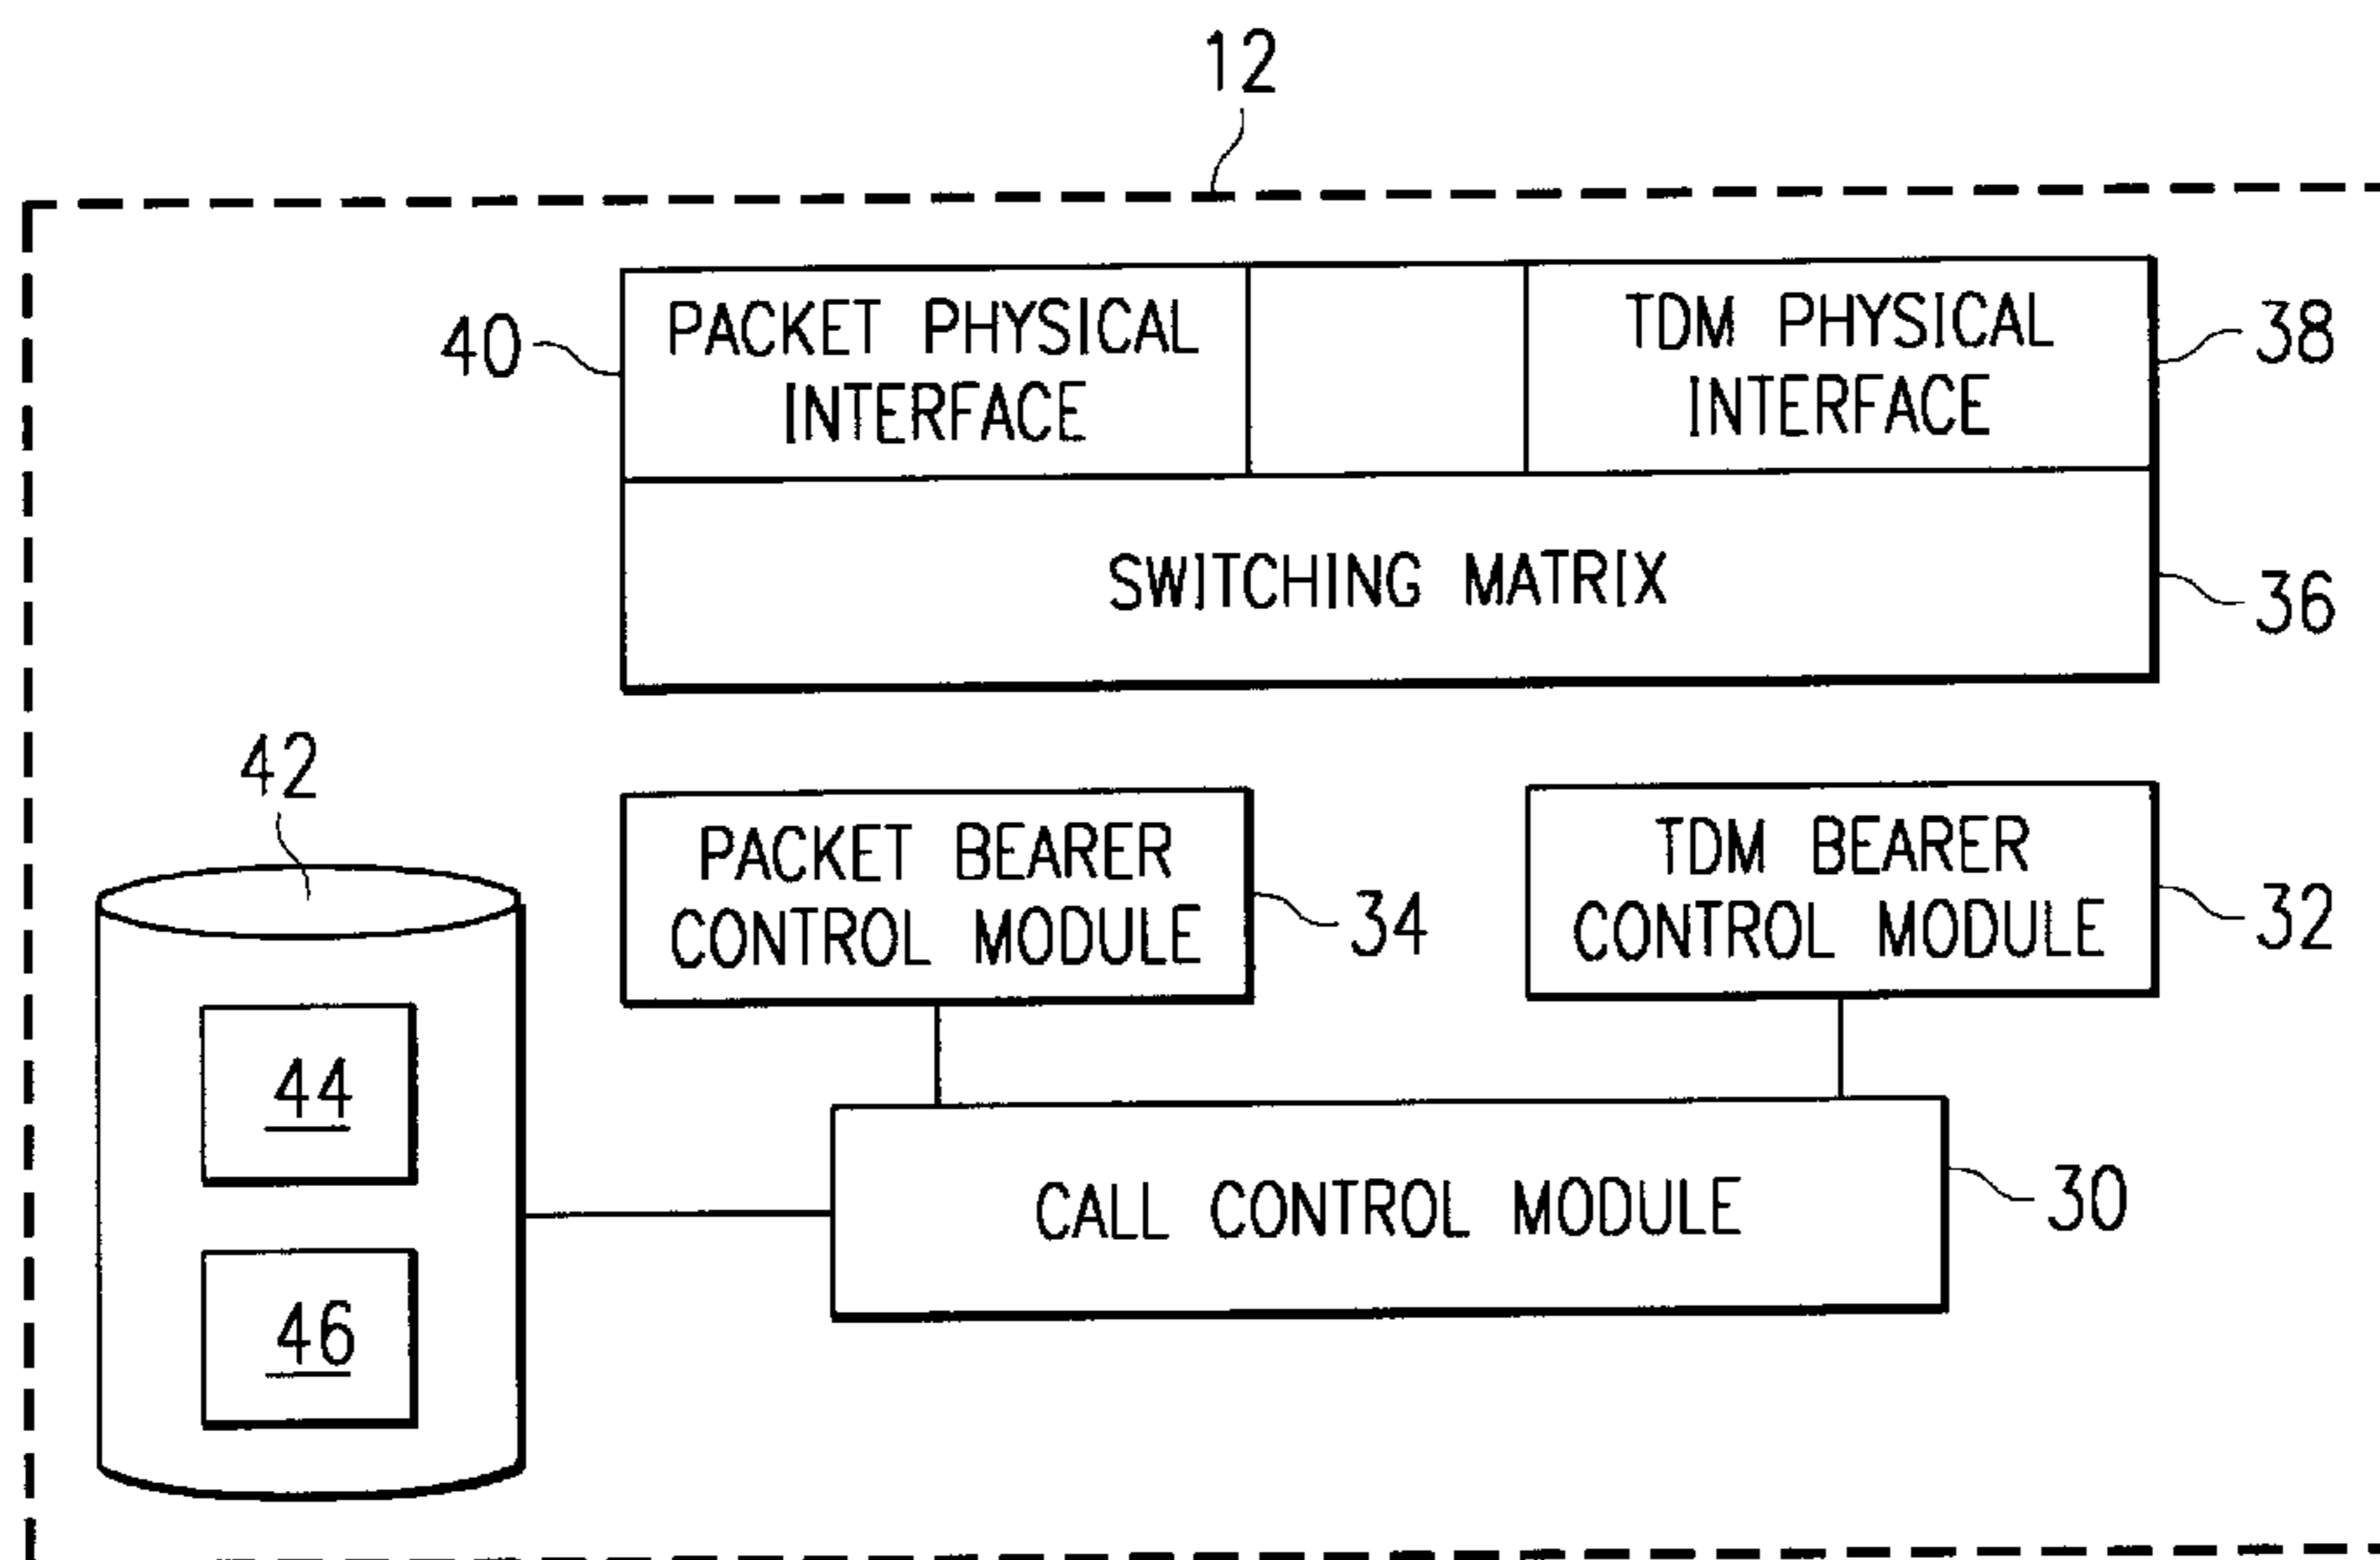 12
40
PACKET PHYSICAL
INTERFACE
TDM PHYSICAL
INTERFACE
38
SWITCHING MATRIX
36
42
PACKET BEARER
CONTROL MODULE
34
TDM BEARER
CONTROL MODULE
32
44
46
CALL CONTROL MODULE
30